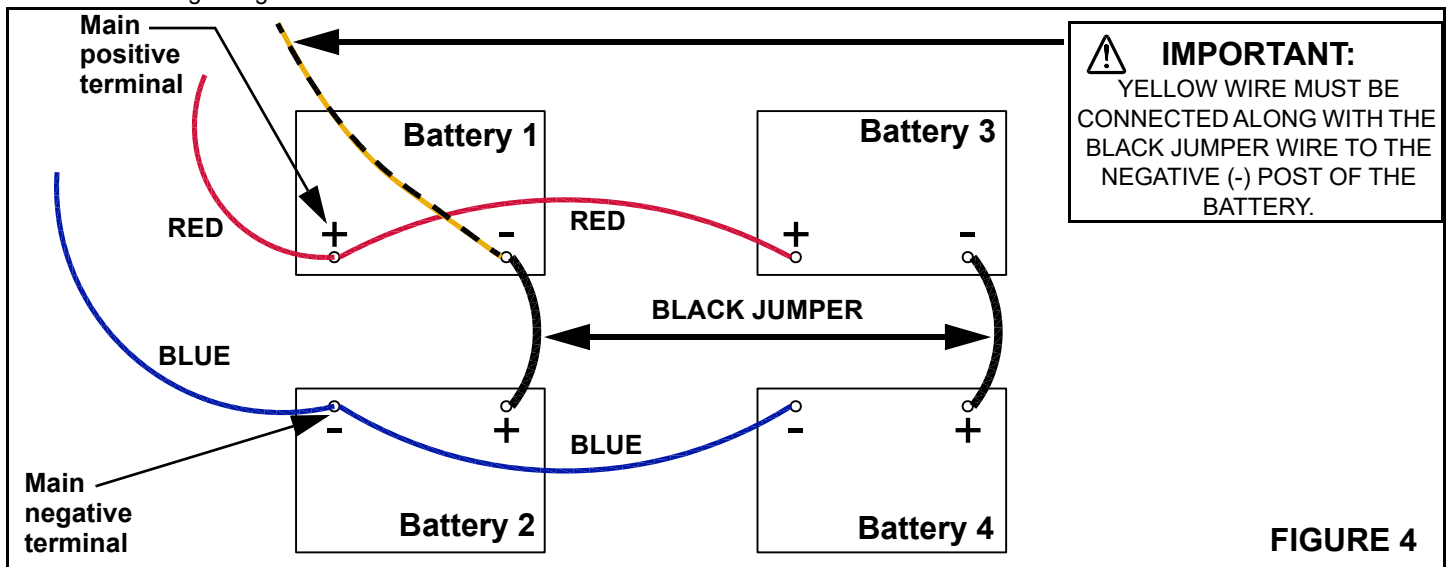 Main
positive
terminal
IMPORTANT:
YELLOW WIRE MUST BE
CONNECTED ALONG WITH THE
BLACK JUMPER WIRE TO THE
NEGATIVE (-) POST OF THE
BATTERY.
Battery 1
Battery 3
RED
+
-
RED
+
-
BLACK JUMPER
BLUE
-
+
BLUE
-
+
Main
negative
terminal
Battery 2
Battery 4
FIGURE 4